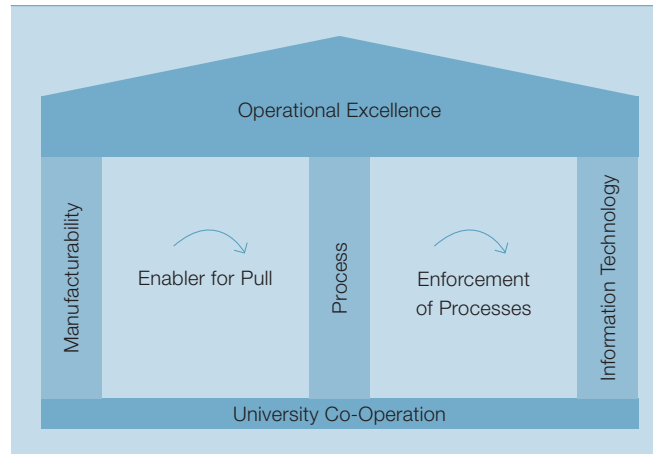 Operational Excellence
Manufacturability
Enabler for Pull
Process
Enforcement
of Processes
Information Technology
University Co-Operation